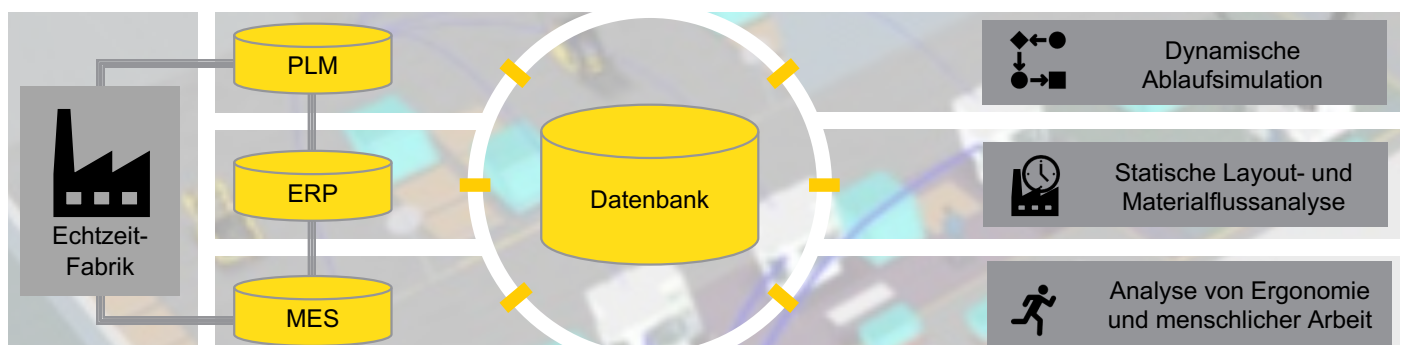 PLM
Dynamische
Ablaufsimulation
ERP
Datenbank
Statische Layout- und
Materialflussanalyse
Echtzeit-
Fabrik
MES
Analyse von Ergonomie
und menschlicher Arbeit